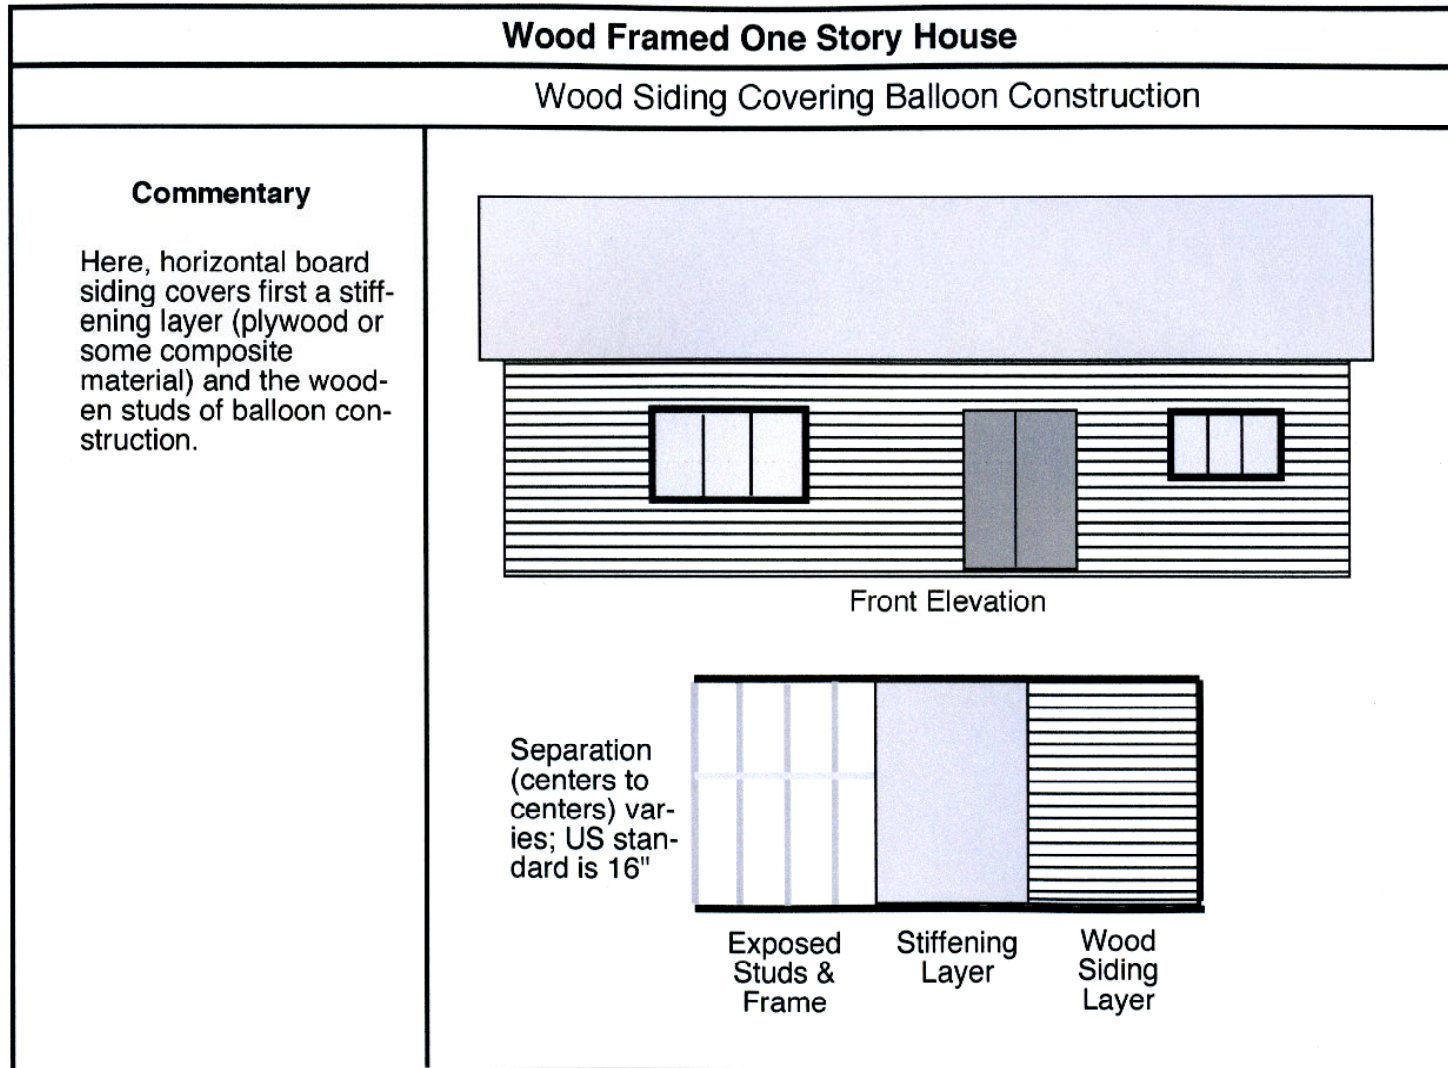 Wood Framed One Story House
Wood Siding Covering Balloon Construction
Commentary
Here, horizontal board
siding covers first a stiff-
ening layer (plywood or
some composite
material) and the wood-
en studs of balloon con-
struction.
Front Elevation
Separation
(centers to
centers) var-
ies; US stan-
dard is 16"
Exposed
Studs &
Frame
Stiffening
Layer
Wood
Siding
Layer